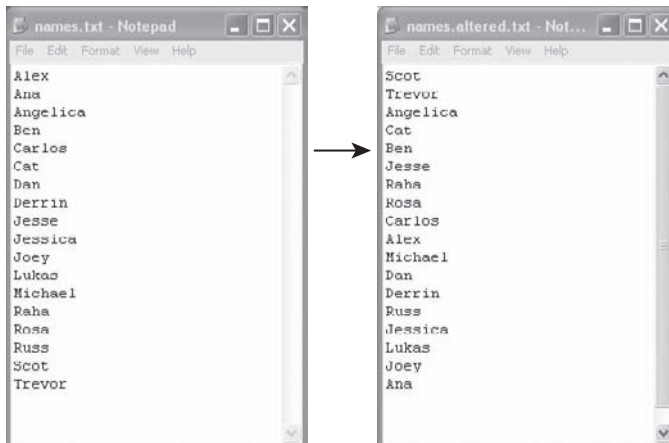 names.txt - Notepad
File Edit Format View Help
Alex
Ana
Angelica
Ben
Carlos
Cat
Dan
Derrin
Jesse
Jessica
Joey
Lukas
Michael
Raha
Rosa
Russ
Scot
Trevor
names.altered.txt - Not...
File Edit Format View Help
Scot
Trevor
Angelica
Cat
Ben
Jesse
Raha
Rosa
Carlos
Alex
Michael
Dan
Derrin
Russ
Jessica
Lukas
Joey
Ana